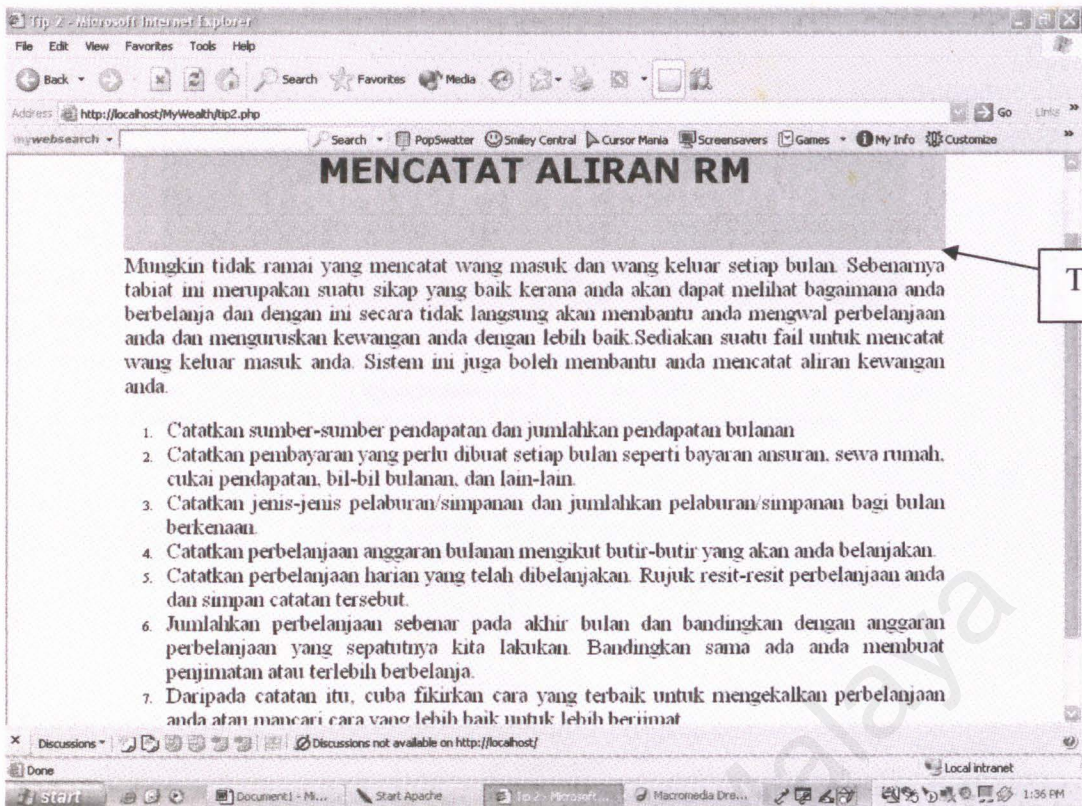 Tip 2 - Microsoft Internet Explorer
File Edit View Favorites Tools Help
Back Search Favorites Media
Address http://localhost/MyWealth/tip2.php Go Links »
mywebsearch Search PopSwatter Smiley Central Cursor Mania Screensavers Games My Info Customize »
MENCATAT ALIRAN RM
T
Mungkin tidak ramai yang mencatat wang masuk dan wang keluar setiap bulan. Sebenarnya
tabiat ini merupakan suatu sikap yang baik kerana anda akan dapat melihat bagaimana anda
berbelanja dan dengan ini secara tidak langsung akan membantu anda mengwal perbelanjaan
anda dan menguruskan kewangan anda dengan lebih baik.Sediakan suatu fail untuk mencatat
wang keluar masuk anda. Sistem ini juga boleh membantu anda mencatat aliran kewangan
anda.
1. Catatkan sumber-sumber pendapatan dan jumlahkan pendapatan bulanan
2. Catatkan pembayaran yang perlu dibuat setiap bulan seperti bayaran ansuran, sewa rumah,
cukai pendapatan, bil-bil bulanan, dan lain-lain.
3. Catatkan jenis-jenis pelaburan/simpanan dan jumlahkan pelaburan/simpanan bagi bulan
berkenaan.
4. Catatkan perbelanjaan anggaran bulanan mengikut butir-butir yang akan anda belanjakan.
5. Catatkan perbelanjaan harian yang telah dibelanjakan. Rujuk resit-resit perbelanjaan anda
dan simpan catatan tersebut.
6. Jumlahkan perbelanjaan sebenar pada akhir bulan dan bandingkan dengan anggaran
perbelanjaan yang sepatutnya kita lakukan. Bandingkan sama ada anda membuat
penjimatan atau terlebih berbelanja.
7. Daripada catatan itu, cuba fikirkan cara yang terbaik untuk mengekalkan perbelanjaan
anda atau mancari cara yang lebih baik untuk lebih berjimat
Discussions Discussions not available on http://localhost/
Done Local intranet
start Document1 - Mi... Start Apache Tip 2 - Microsoft ... Macromedia Dre... 1:36 PM
alaya